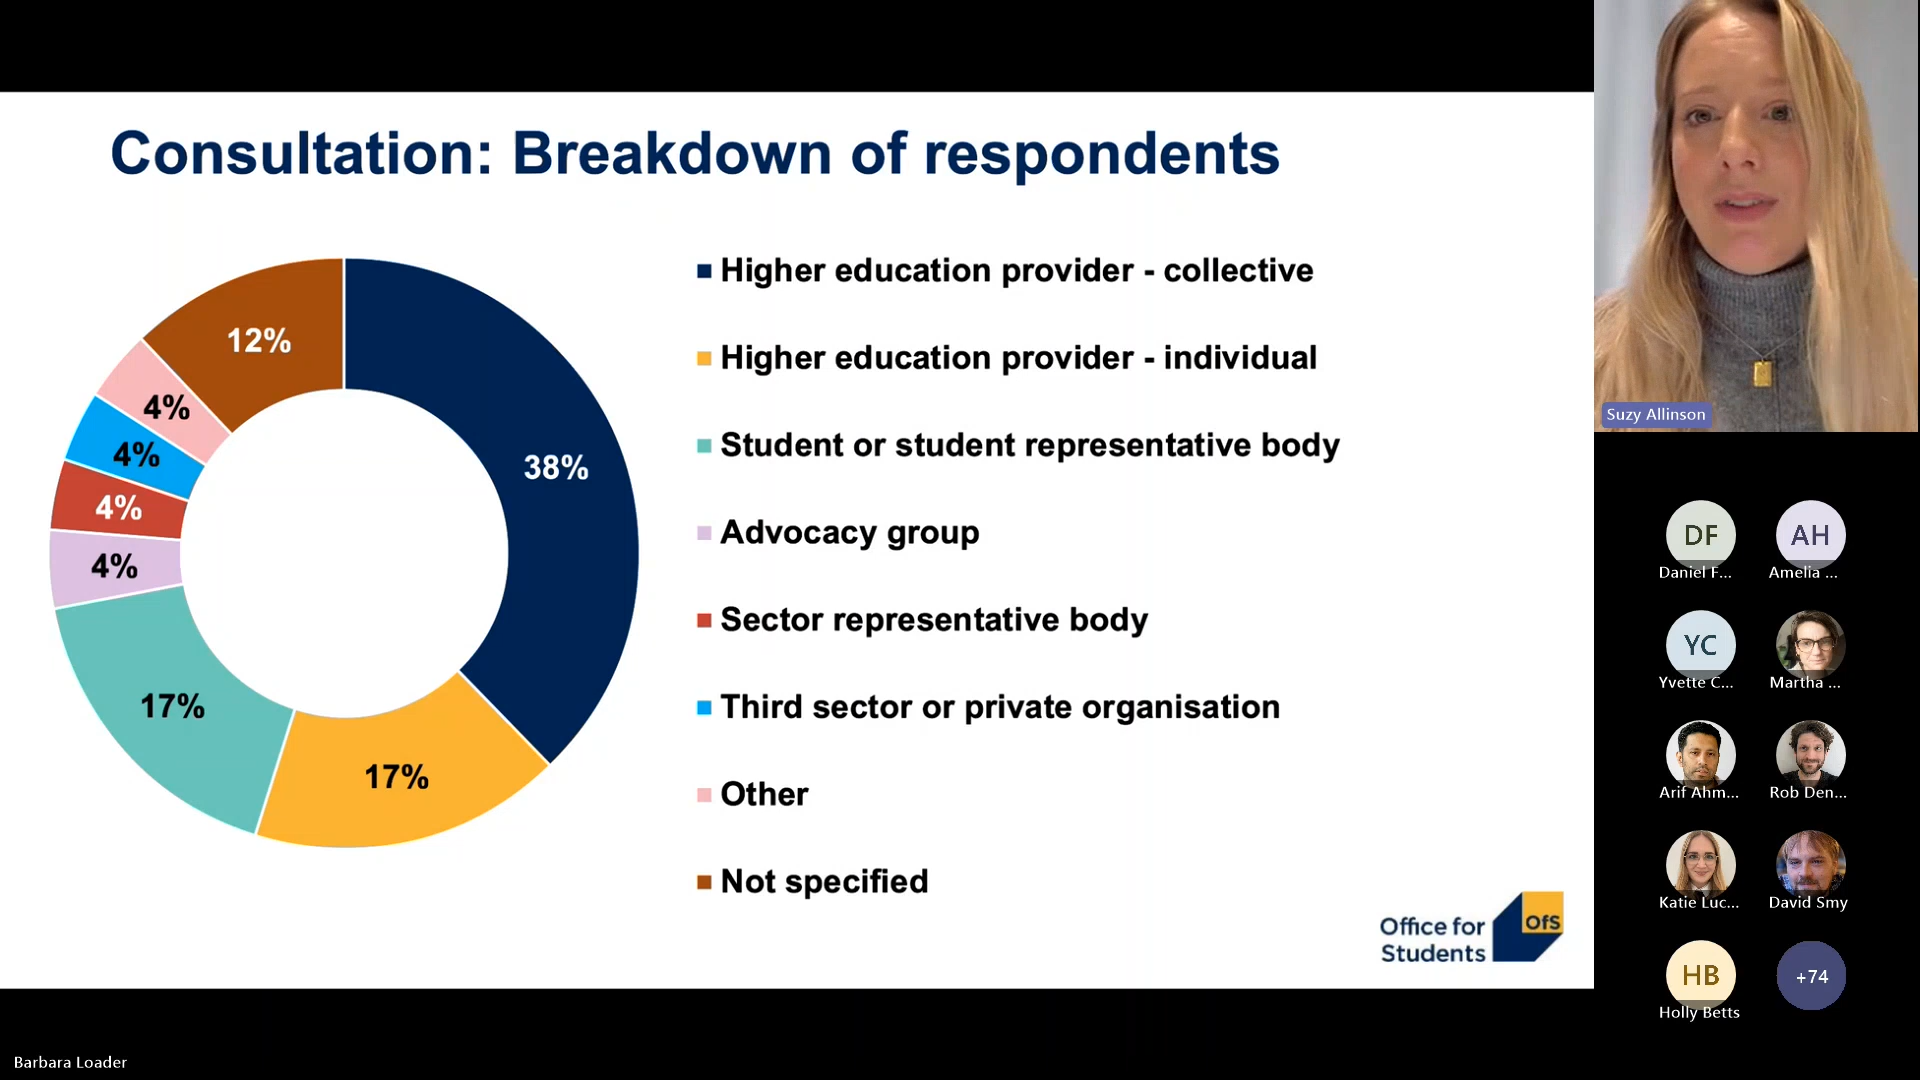 Consultation: Breakdown of respondents
12%
4%
4%
4%
4%
17%
17%
38%
Higher education provider - collective
Higher education provider - individual
Student or student representative body
Advocacy group
Sector representative body
Third sector or private organisation
Other
Not specified
Office for
Students
OfS
Suzy Allinson
DF
Daniel F...
AH
Amelia ...
YC
Yvette C...
Martha ...
Arif Ahm...
Rob Den...
Katie Luc...
David Smy
HB
Holly Betts
+74
Barbara Loader